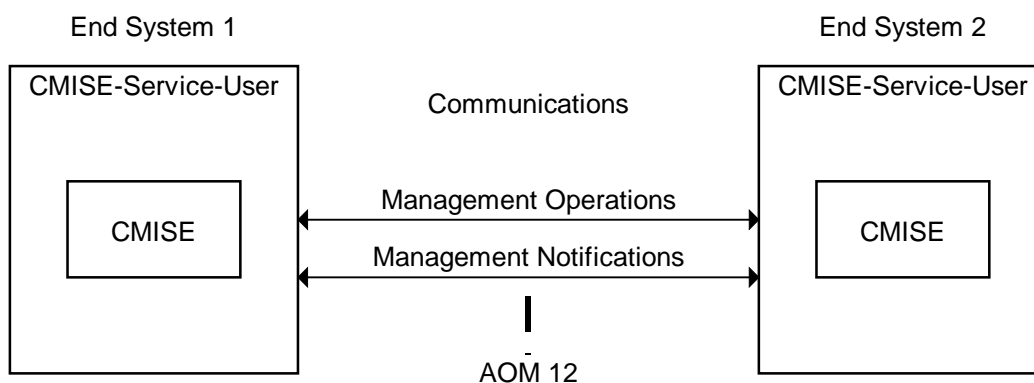 End System 1
End System 2
CMISE-Service-User
Communications
CMISE-Service-User
Management Operations
CMISE
CMISE
Management Notifications
AOM 12